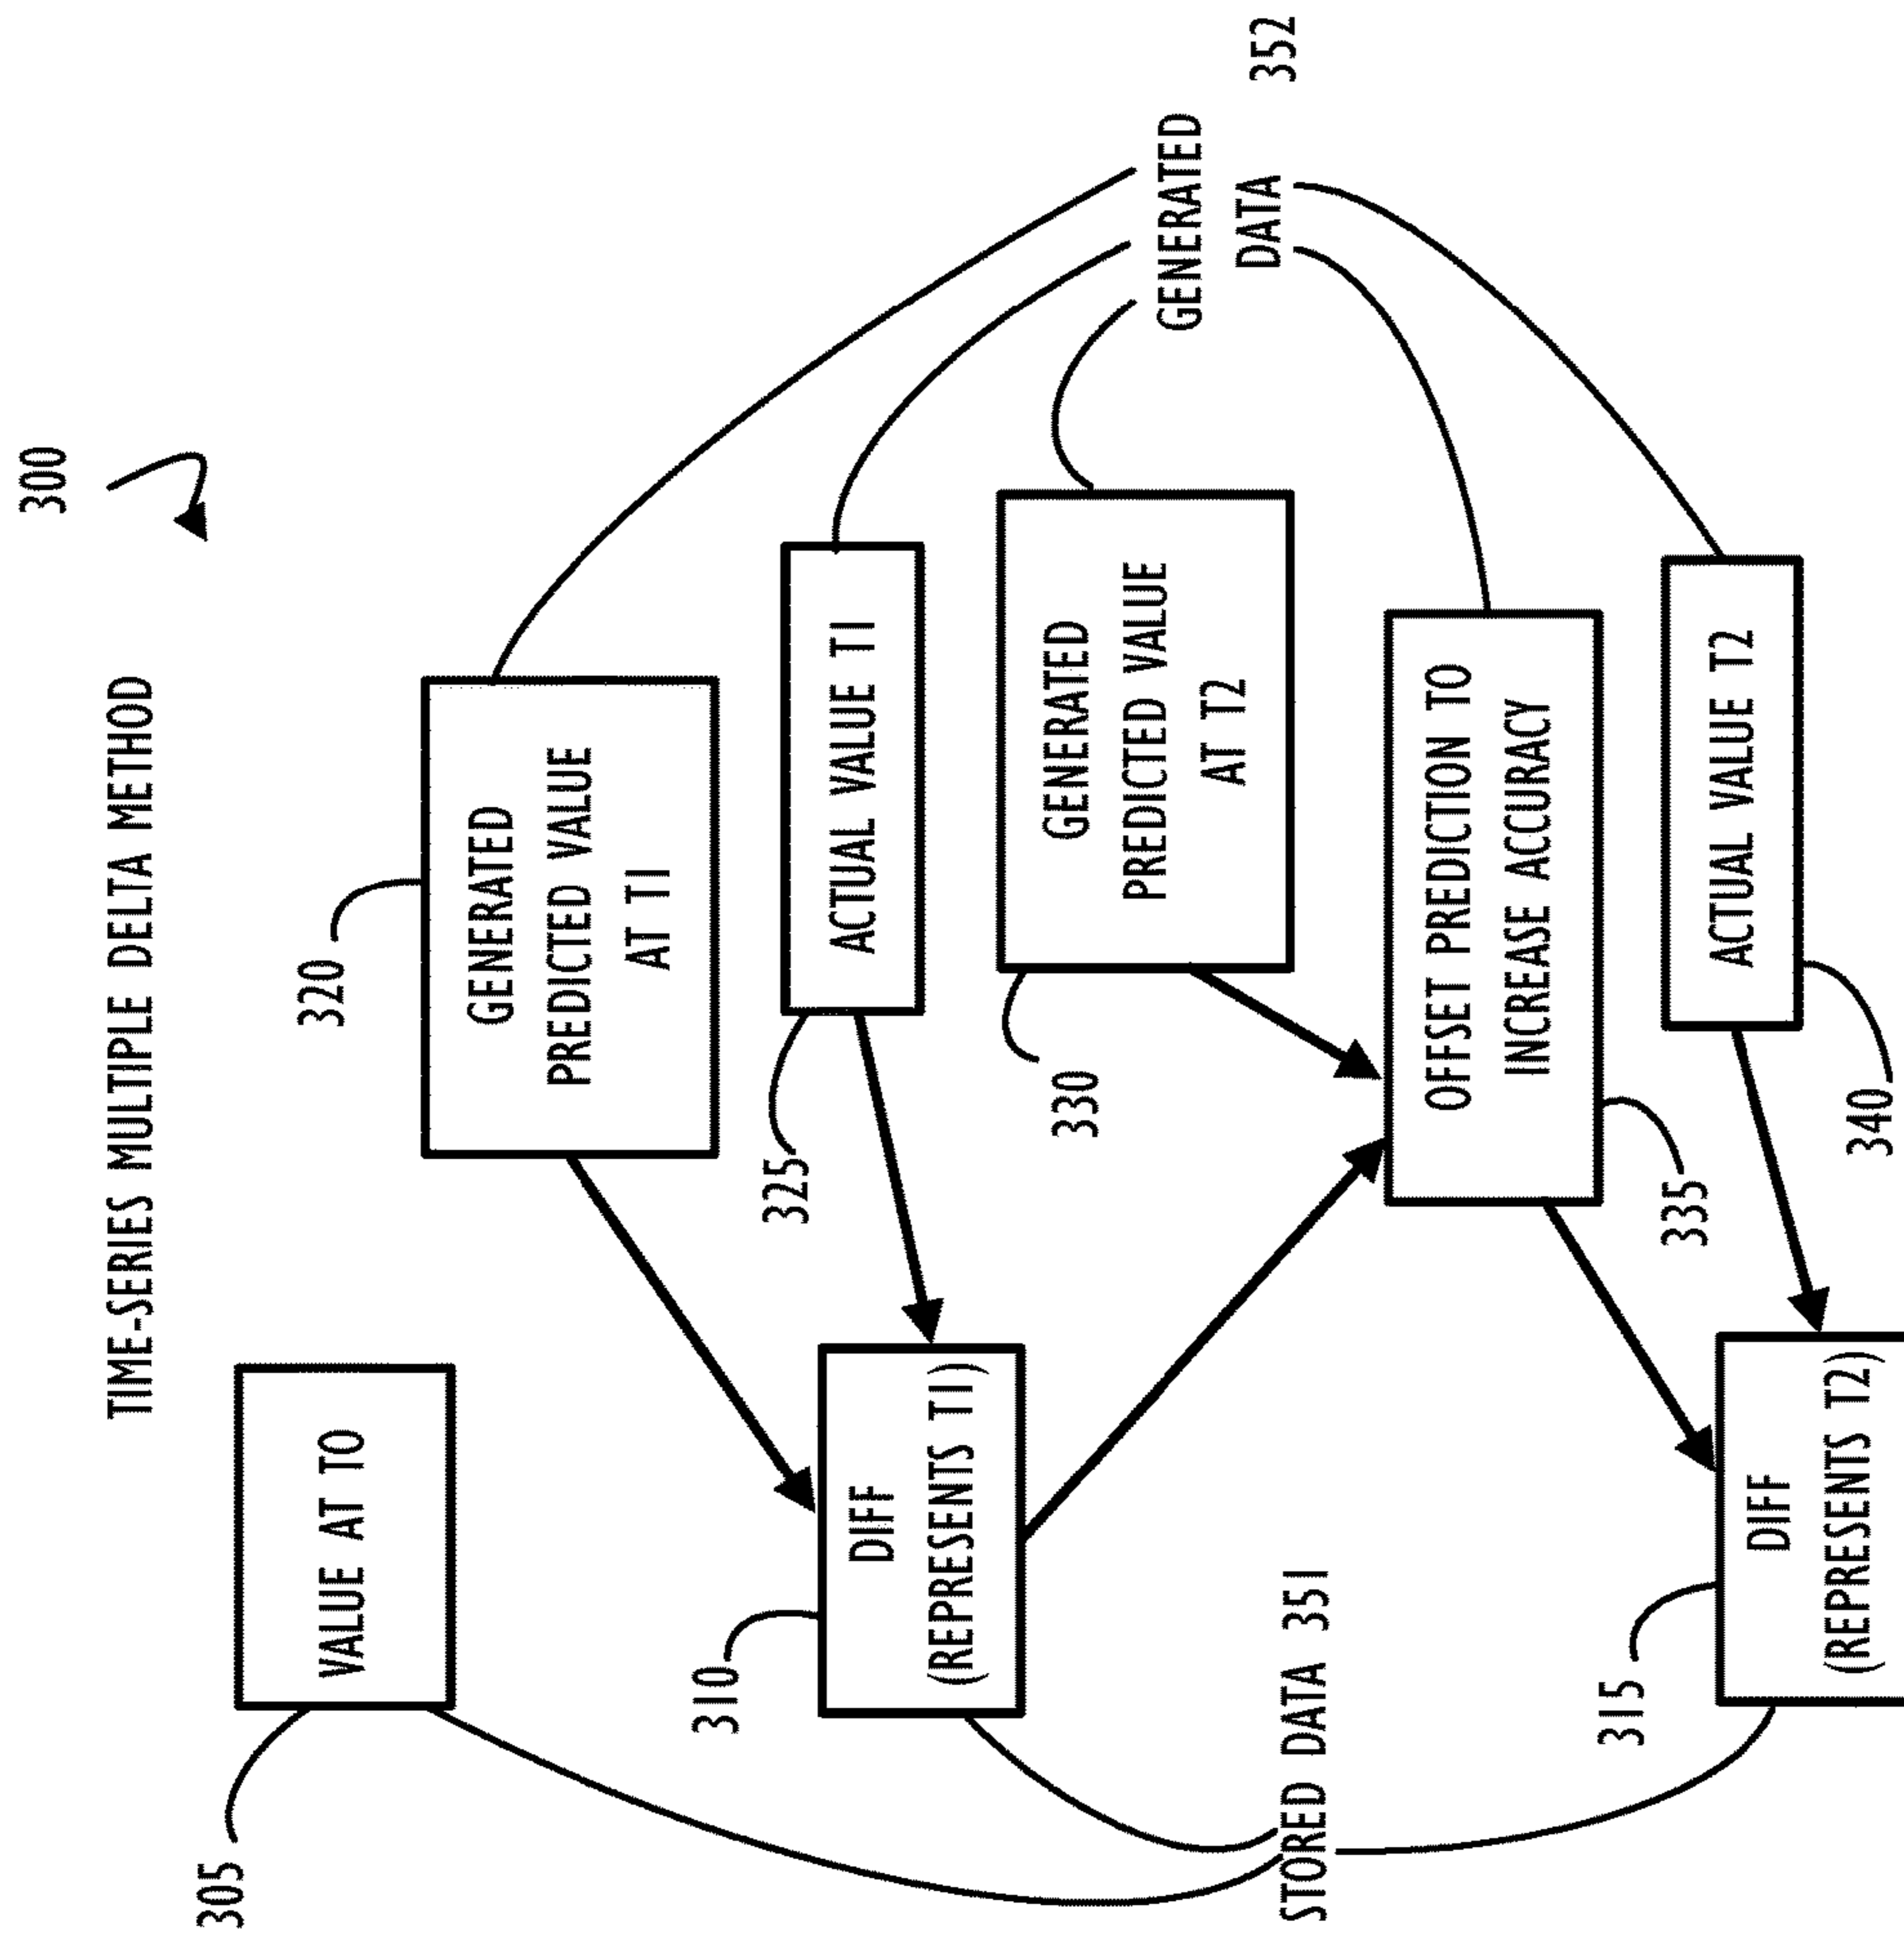 300
TIME-SERIES MULTIPLE DELTA METHOD
305
VALUE AT TO
320
GENERATED
PREDICTED VALUE
AT T1
310
DIFF
(REPRESENTS T1)
325
ACTUAL VALUE T1
330
GENERATED
PREDICTED VALUE
AT T2
GENERATED
DATA
352
STORED DATA 351
OFFSET PREDICTION TO
INCREASE ACCURACY
335
315
DIFF
(REPRESENTS T2)
ACTUAL VALUE T2
340